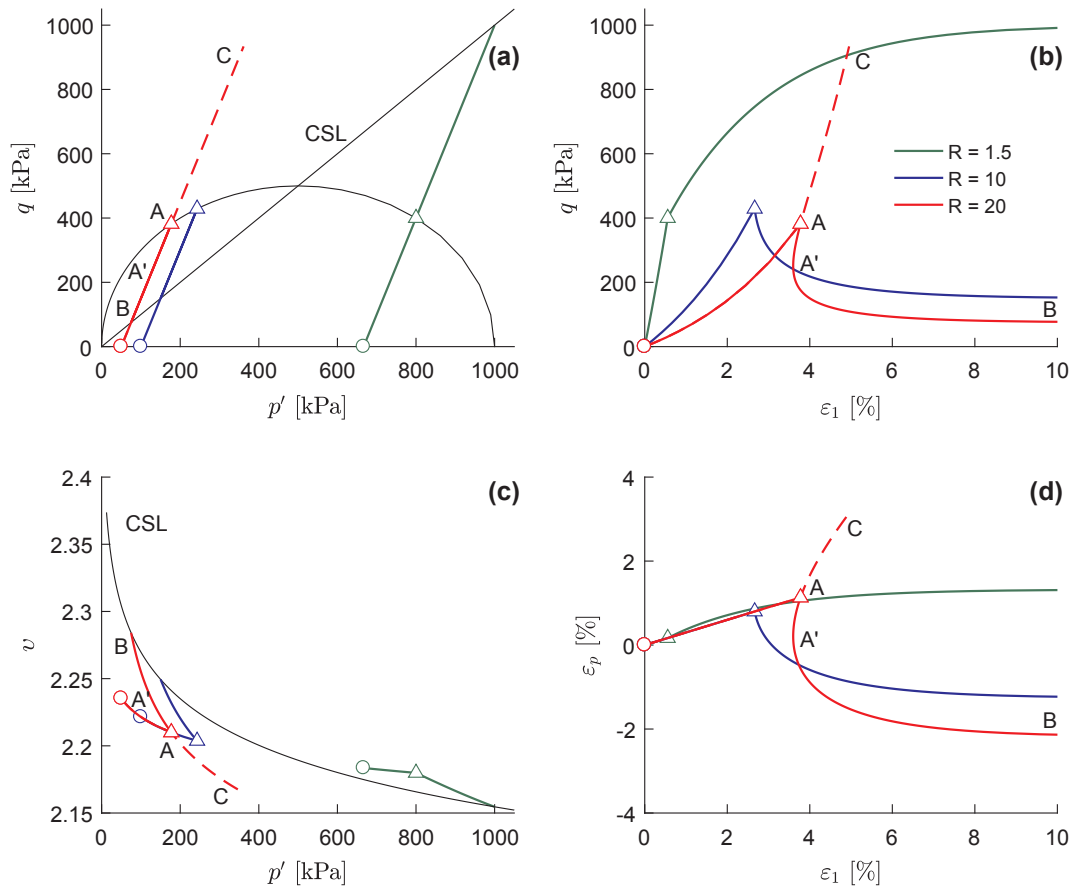 (a)
1000
800
600
400
200
0
q [kPa]
C
CSL
A
A'
B
0 200 400 600 800 1000
p′ [kPa]
(b)
1000
800
600
400
200
0
q [kPa]
C
R = 1.5
R = 10
R = 20
A
A'
B
0 2 4 6 8 10
ε₁ [%]
(c)
2.4
2.35
2.3
2.25
2.2
2.15
υ
CSL
B
A'
A
C
0 200 400 600 800 1000
p′ [kPa]
(d)
4
2
0
-2
-4
εₚ [%]
C
A
A'
B
0 2 4 6 8 10
ε₁ [%]